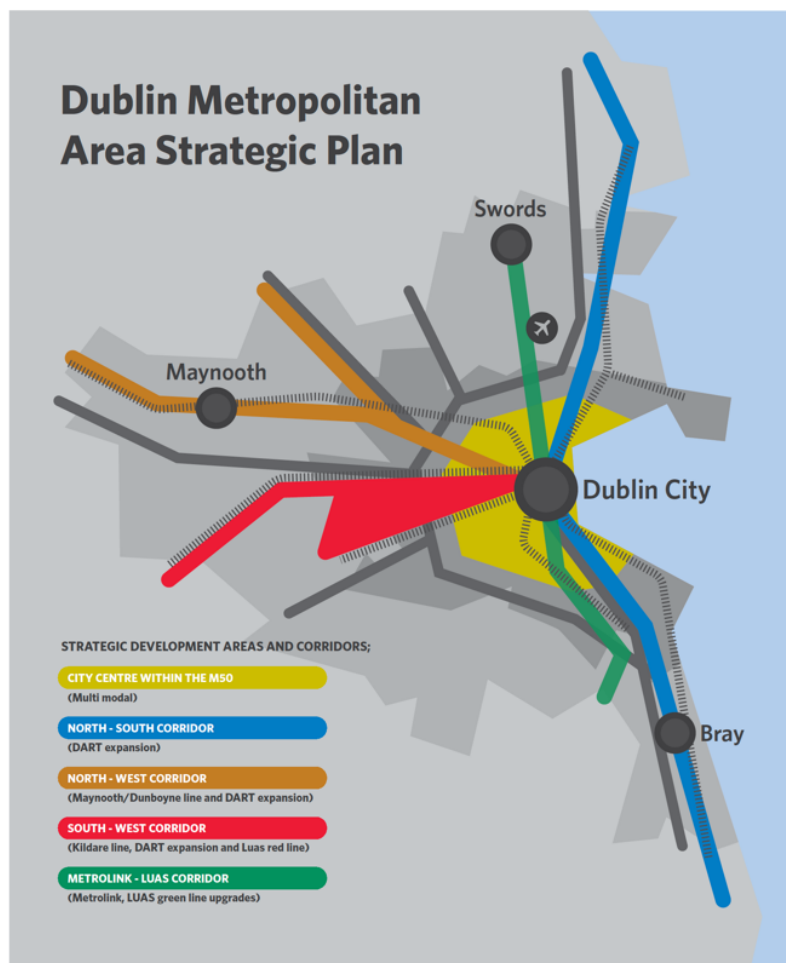 Dublin Metropolitan
Area Strategic Plan
Swords
Maynooth
Dublin City
Bray
STRATEGIC DEVELOPMENT AREAS AND CORRIDORS;
CITY CENTRE WITHIN THE M50
(Multi modal)
NORTH - SOUTH CORRIDOR
(DART expansion)
NORTH - WEST CORRIDOR
(Maynooth/Dunboyne line and DART expansion)
SOUTH - WEST CORRIDOR
(Kildare line, DART expansion and Luas red line)
METROLINK - LUAS CORRIDOR
(Metrolink, LUAS green line upgrades)